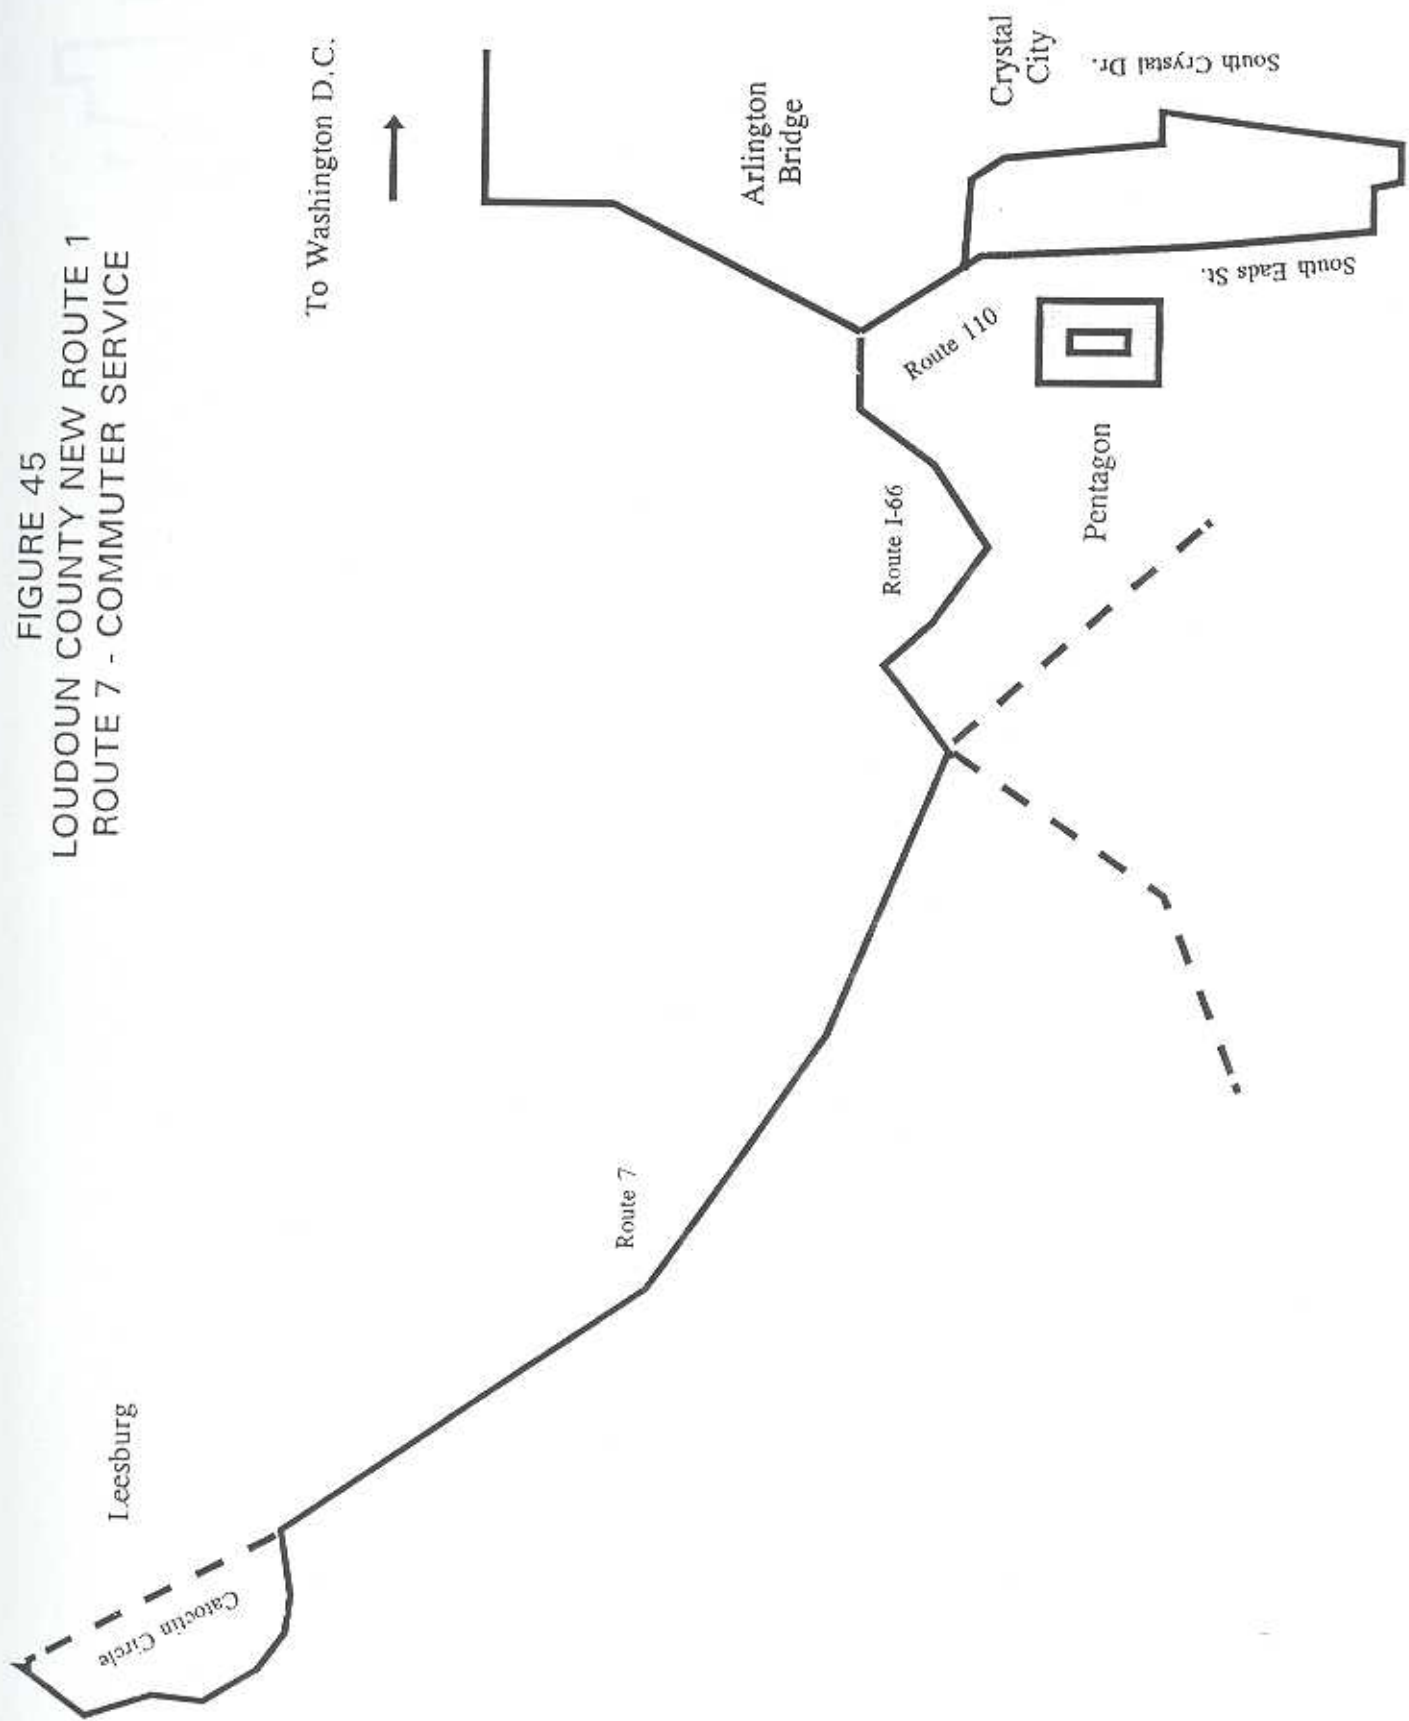 FIGURE 45
LOUDOUN COUNTY NEW ROUTE 1
ROUTE 7 - COMMUTER SERVICE
To Washington D.C.
Leesburg
Catoctin Circle
Route 7
Arlington
Bridge
Route I-66
Route 110
Crystal
City
Pentagon
South Eads St.
South Crystal Dr.